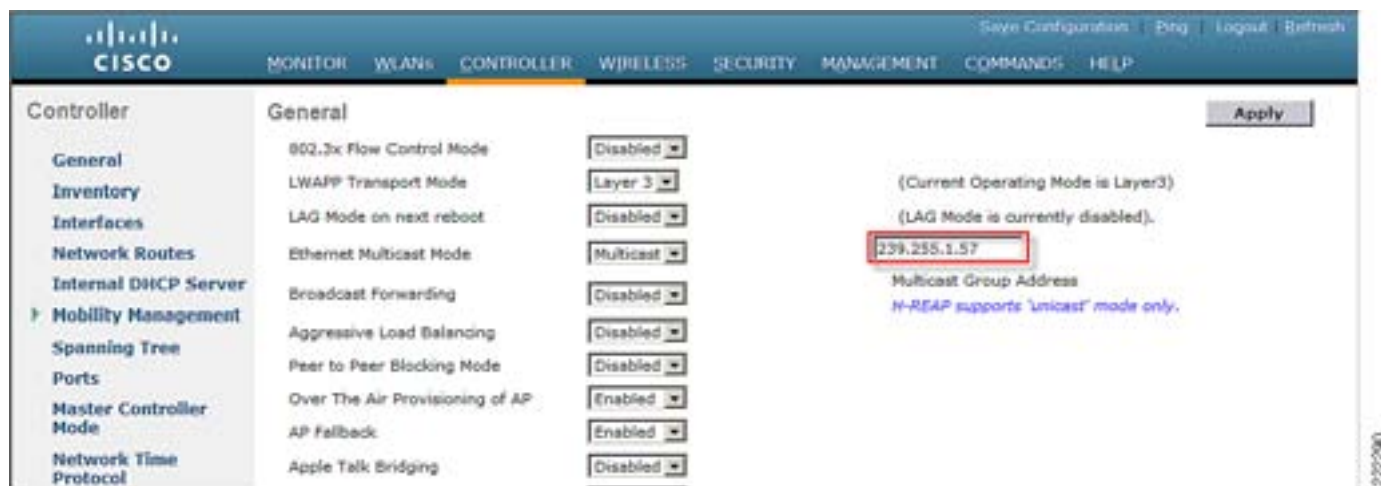 Save Configuration | Ping | Logout | Refresh
CISCO
MONITOR WLANs CONTROLLER WIRELESS SECURITY MANAGEMENT COMMANDS HELP
Controller
General
Inventory
Interfaces
Network Routes
Internal DHCP Server
Mobility Management
Spanning Tree
Ports
Master Controller
Mode
Network Time
Protocol
General
Apply
802.3x Flow Control Mode Disabled
LWAPP Transport Mode Layer 3 (Current Operating Mode is Layer3)
LAG Mode on next reboot Disabled (LAG Mode is currently disabled).
Ethernet Multicast Mode Multicast 239.255.1.57
Multicast Group Address
Broadcast Forwarding Disabled
H-REAP supports 'unicast' mode only.
Aggressive Load Balancing Disabled
Peer to Peer Blocking Mode Disabled
Over The Air Provisioning of AP Enabled
AP Fallback Enabled
Apple Talk Bridging Disabled
222290